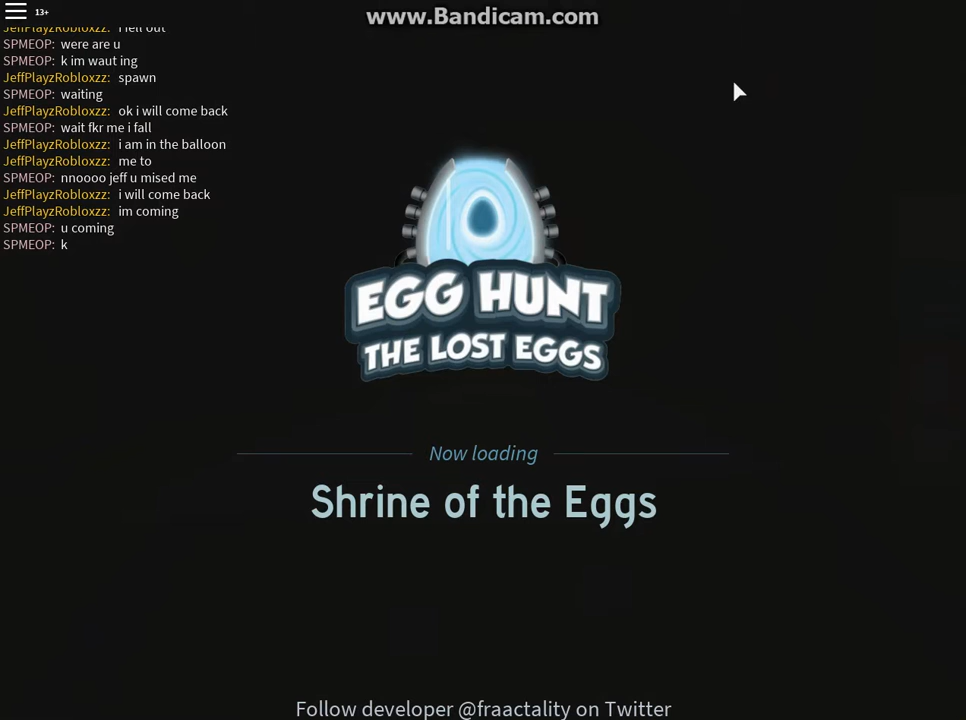 www.Bandicam.com
13+
JeffPlayzRobloxzz: i fell out
SPMEOP: were are u
SPMEOP: k im waut ing
JeffPlayzRobloxzz: spawn
SPMEOP: waiting
JeffPlayzRobloxzz: ok i will come back
SPMEOP: wait fkr me i fall
JeffPlayzRobloxzz: i am in the balloon
JeffPlayzRobloxzz: me to
SPMEOP: nnoooo jeff u mised me
JeffPlayzRobloxzz: i will come back
JeffPlayzRobloxzz: im coming
SPMEOP: u coming
SPMEOP: k
EGG HUNT
THE LOST EGGS
Now loading
Shrine of the Eggs
Follow developer @fraactality on Twitter